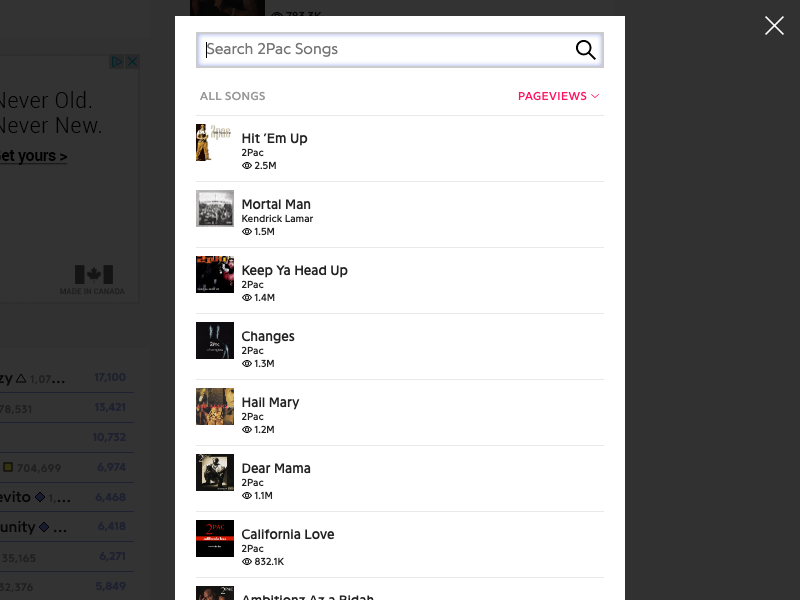 783.3K
Search 2Pac Songs
ALL SONGS
PAGEVIEWS
Hit 'Em Up
2Pac
2.5M
Mortal Man
Kendrick Lamar
1.5M
Keep Ya Head Up
2Pac
1.4M
Changes
2Pac
1.3M
Hail Mary
2Pac
1.2M
Dear Mama
2Pac
1.1M
California Love
2Pac
832.1K
Ambitionz Az a Ridah
Never Old.
Never New.
et yours >
MADE IN CANADA
zy 1,07... 17,100
78,531 13,421
10,732
704,699 6,974
evito 1,... 6,468
unity ... 6,418
35,165 6,271
32,376 5,849